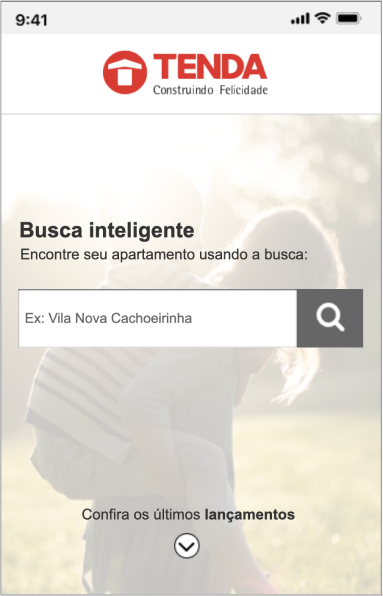 9:41
TENDA
Construindo Felicidade
Busca inteligente
Encontre seu apartamento usando a busca:
Ex: Vila Nova Cachoeirinha
Confira os últimos lançamentos